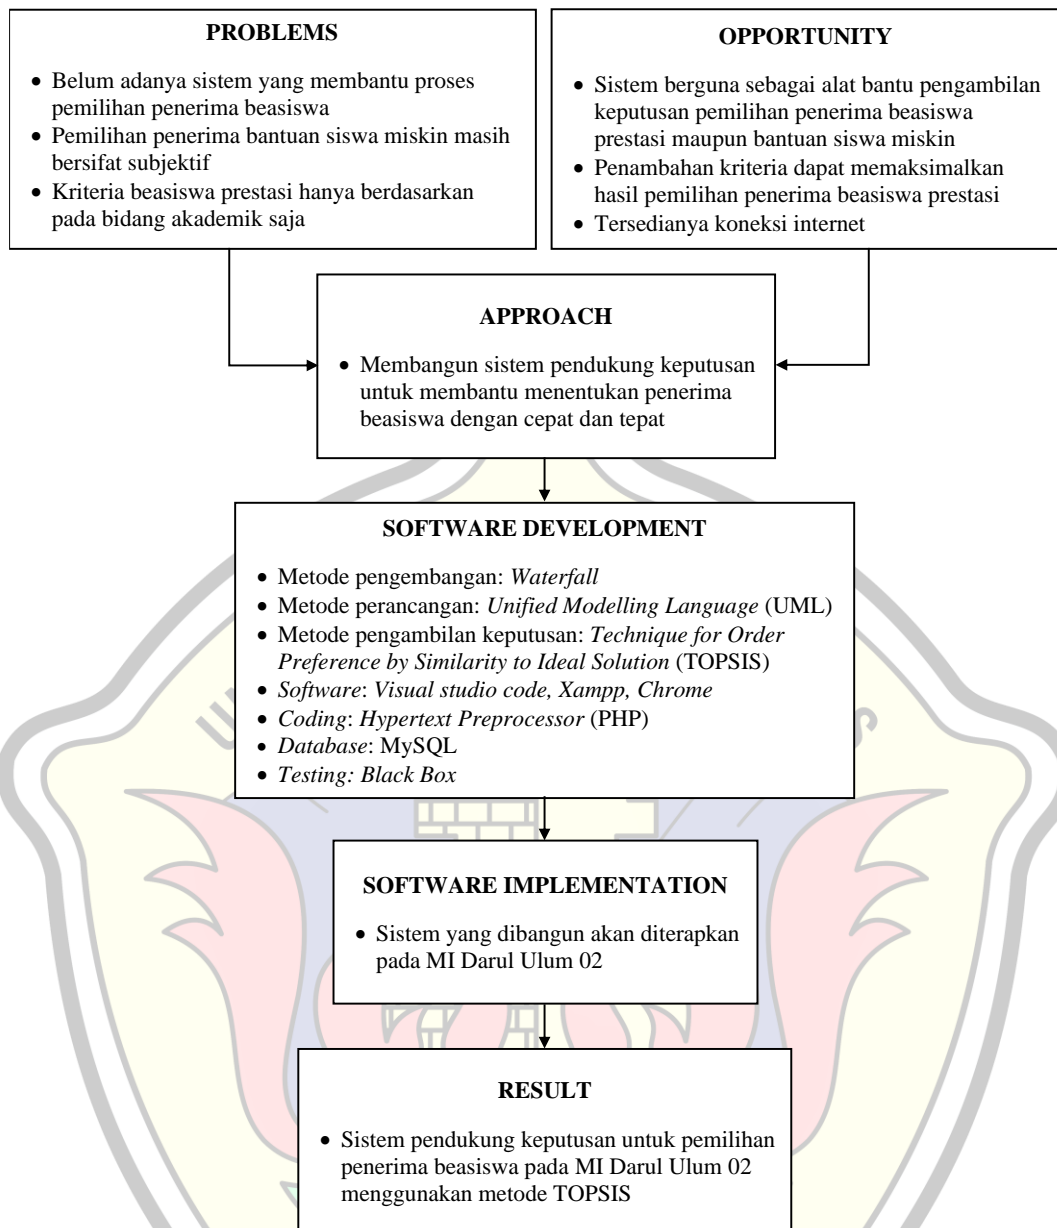 PROBLEMS
• Belum adanya sistem yang membantu proses
pemilihan penerima beasiswa
• Pemilihan penerima bantuan siswa miskin masih
bersifat subjektif
• Kriteria beasiswa prestasi hanya berdasarkan
pada bidang akademik saja
OPPORTUNITY
• Sistem berguna sebagai alat bantu pengambilan
keputusan pemilihan penerima beasiswa
prestasi maupun bantuan siswa miskin
• Penambahan kriteria dapat memaksimalkan
hasil pemilihan penerima beasiswa prestasi
• Tersedianya koneksi internet
APPROACH
• Membangun sistem pendukung keputusan
untuk membantu menentukan penerima
beasiswa dengan cepat dan tepat
SOFTWARE DEVELOPMENT
• Metode pengembangan: Waterfall
• Metode perancangan: Unified Modelling Language (UML)
• Metode pengambilan keputusan: Technique for Order
Preference by Similarity to Ideal Solution (TOPSIS)
• Software: Visual studio code, Xampp, Chrome
• Coding: Hypertext Preprocessor (PHP)
• Database: MySQL
• Testing: Black Box
SOFTWARE IMPLEMENTATION
• Sistem yang dibangun akan diterapkan
pada MI Darul Ulum 02
RESULT
• Sistem pendukung keputusan untuk pemilihan
penerima beasiswa pada MI Darul Ulum 02
menggunakan metode TOPSIS